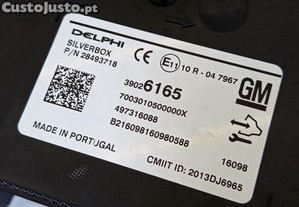 CustoJusto.pt
DELPHI
SILVERBOX
P/N 28493718
CE E11 10 R - 04 7967
GM
39026165
7003010500000X
497316088
B216098160980588
16098
MADE IN PORTUGAL
CMIIT ID: 2013DJ6965